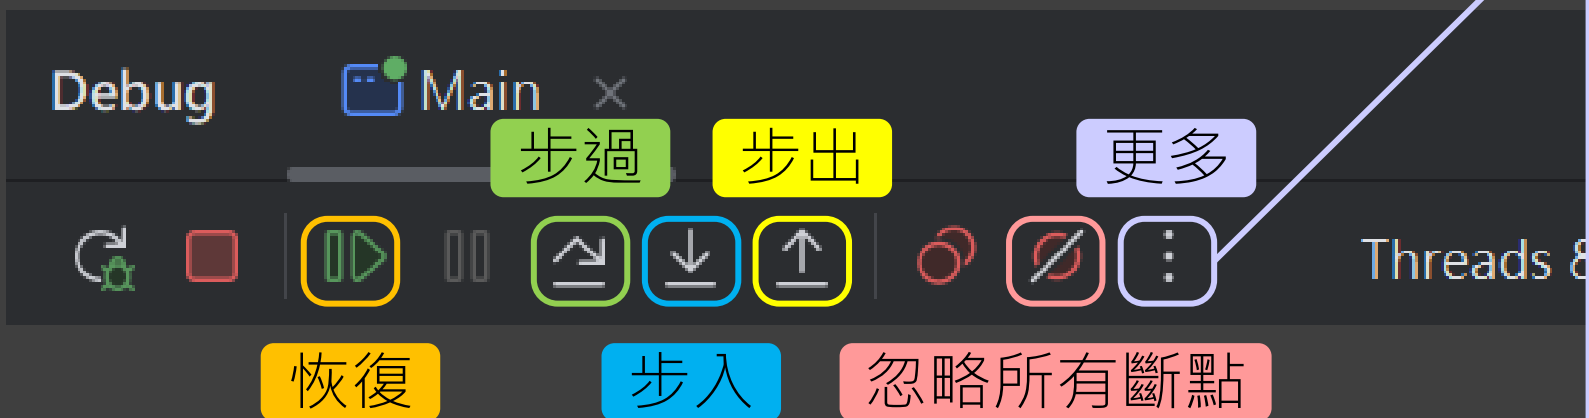 Debug
Main
步過
步出
更多
Threads &
恢復
步入
忽略所有斷點